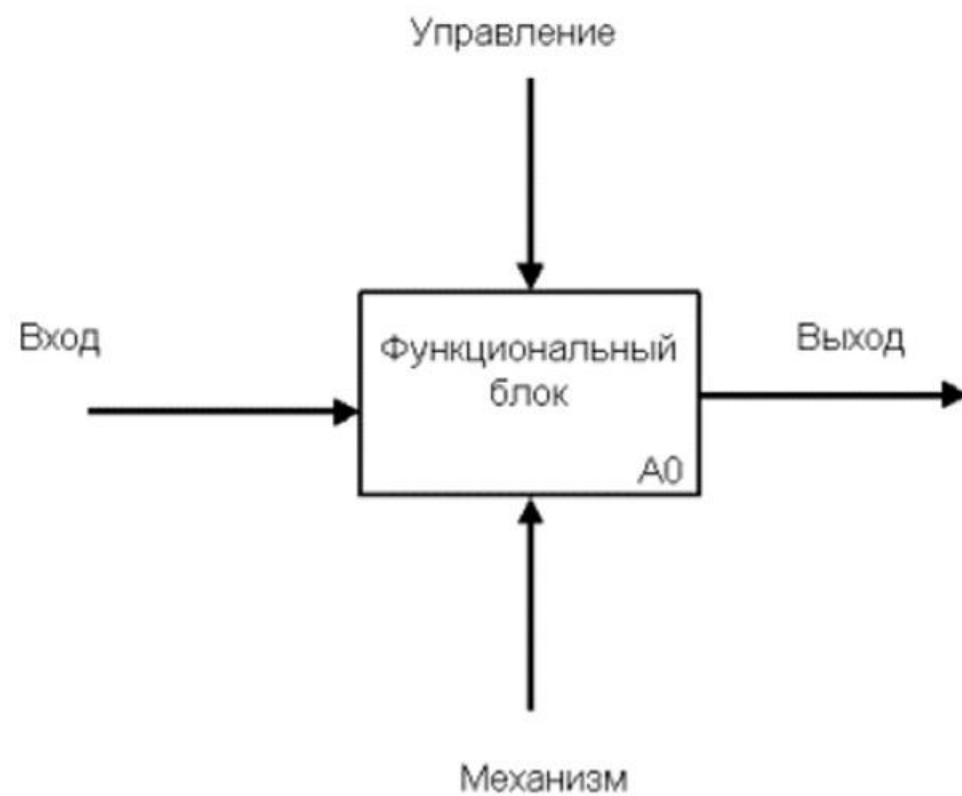 Управление
Вход
Функциональный
блок
Выход
A0
Механизм